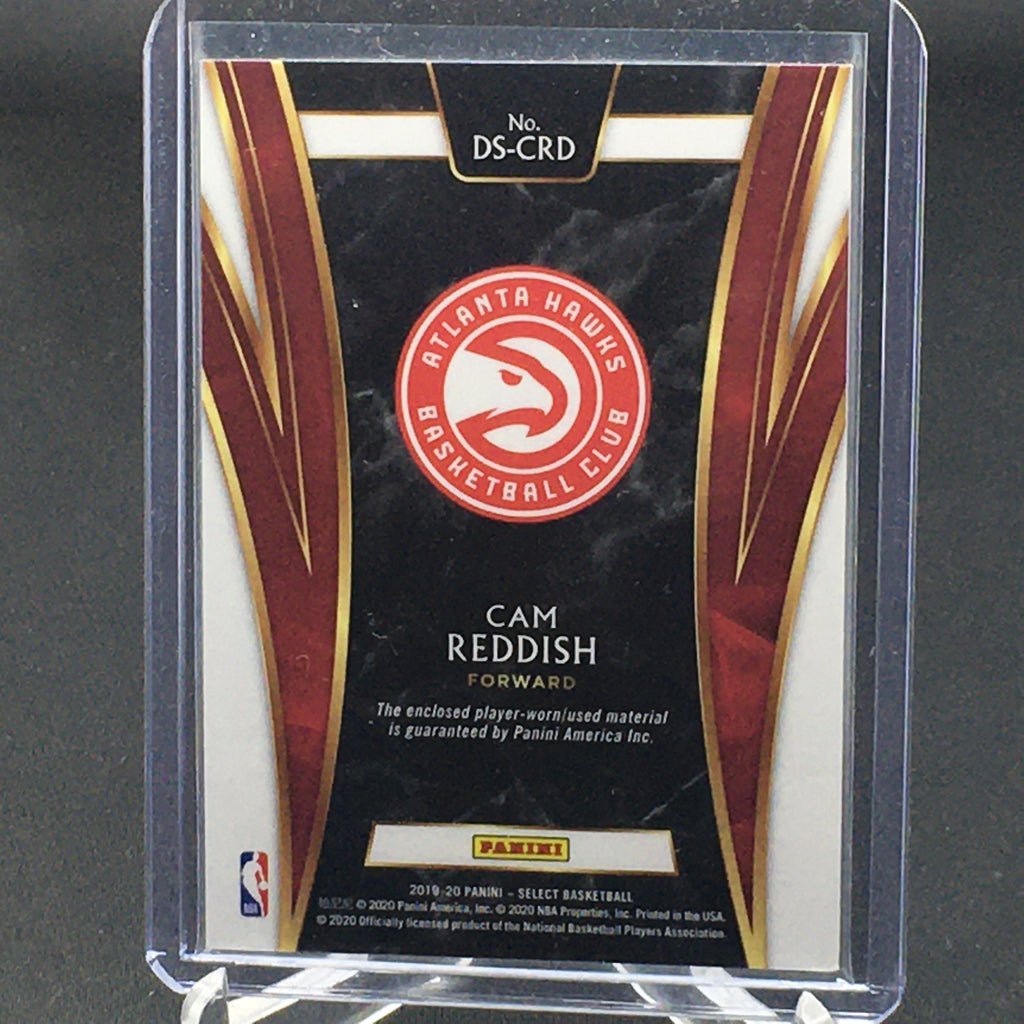 No.
DS-CRD
ATLANTA HAWKS
BASKETBALL CLUB
CAM
REDDISH
FORWARD
The enclosed player-worn/used material
is guaranteed by Panini America Inc.
PANINI
2019-20 PANINI – SELECT BASKETBALL
© 2020 Panini America, Inc. © 2020 NBA Properties, Inc. Printed in the USA.
© 2020 Officially licensed product of the National Basketball Players Association.
NBA